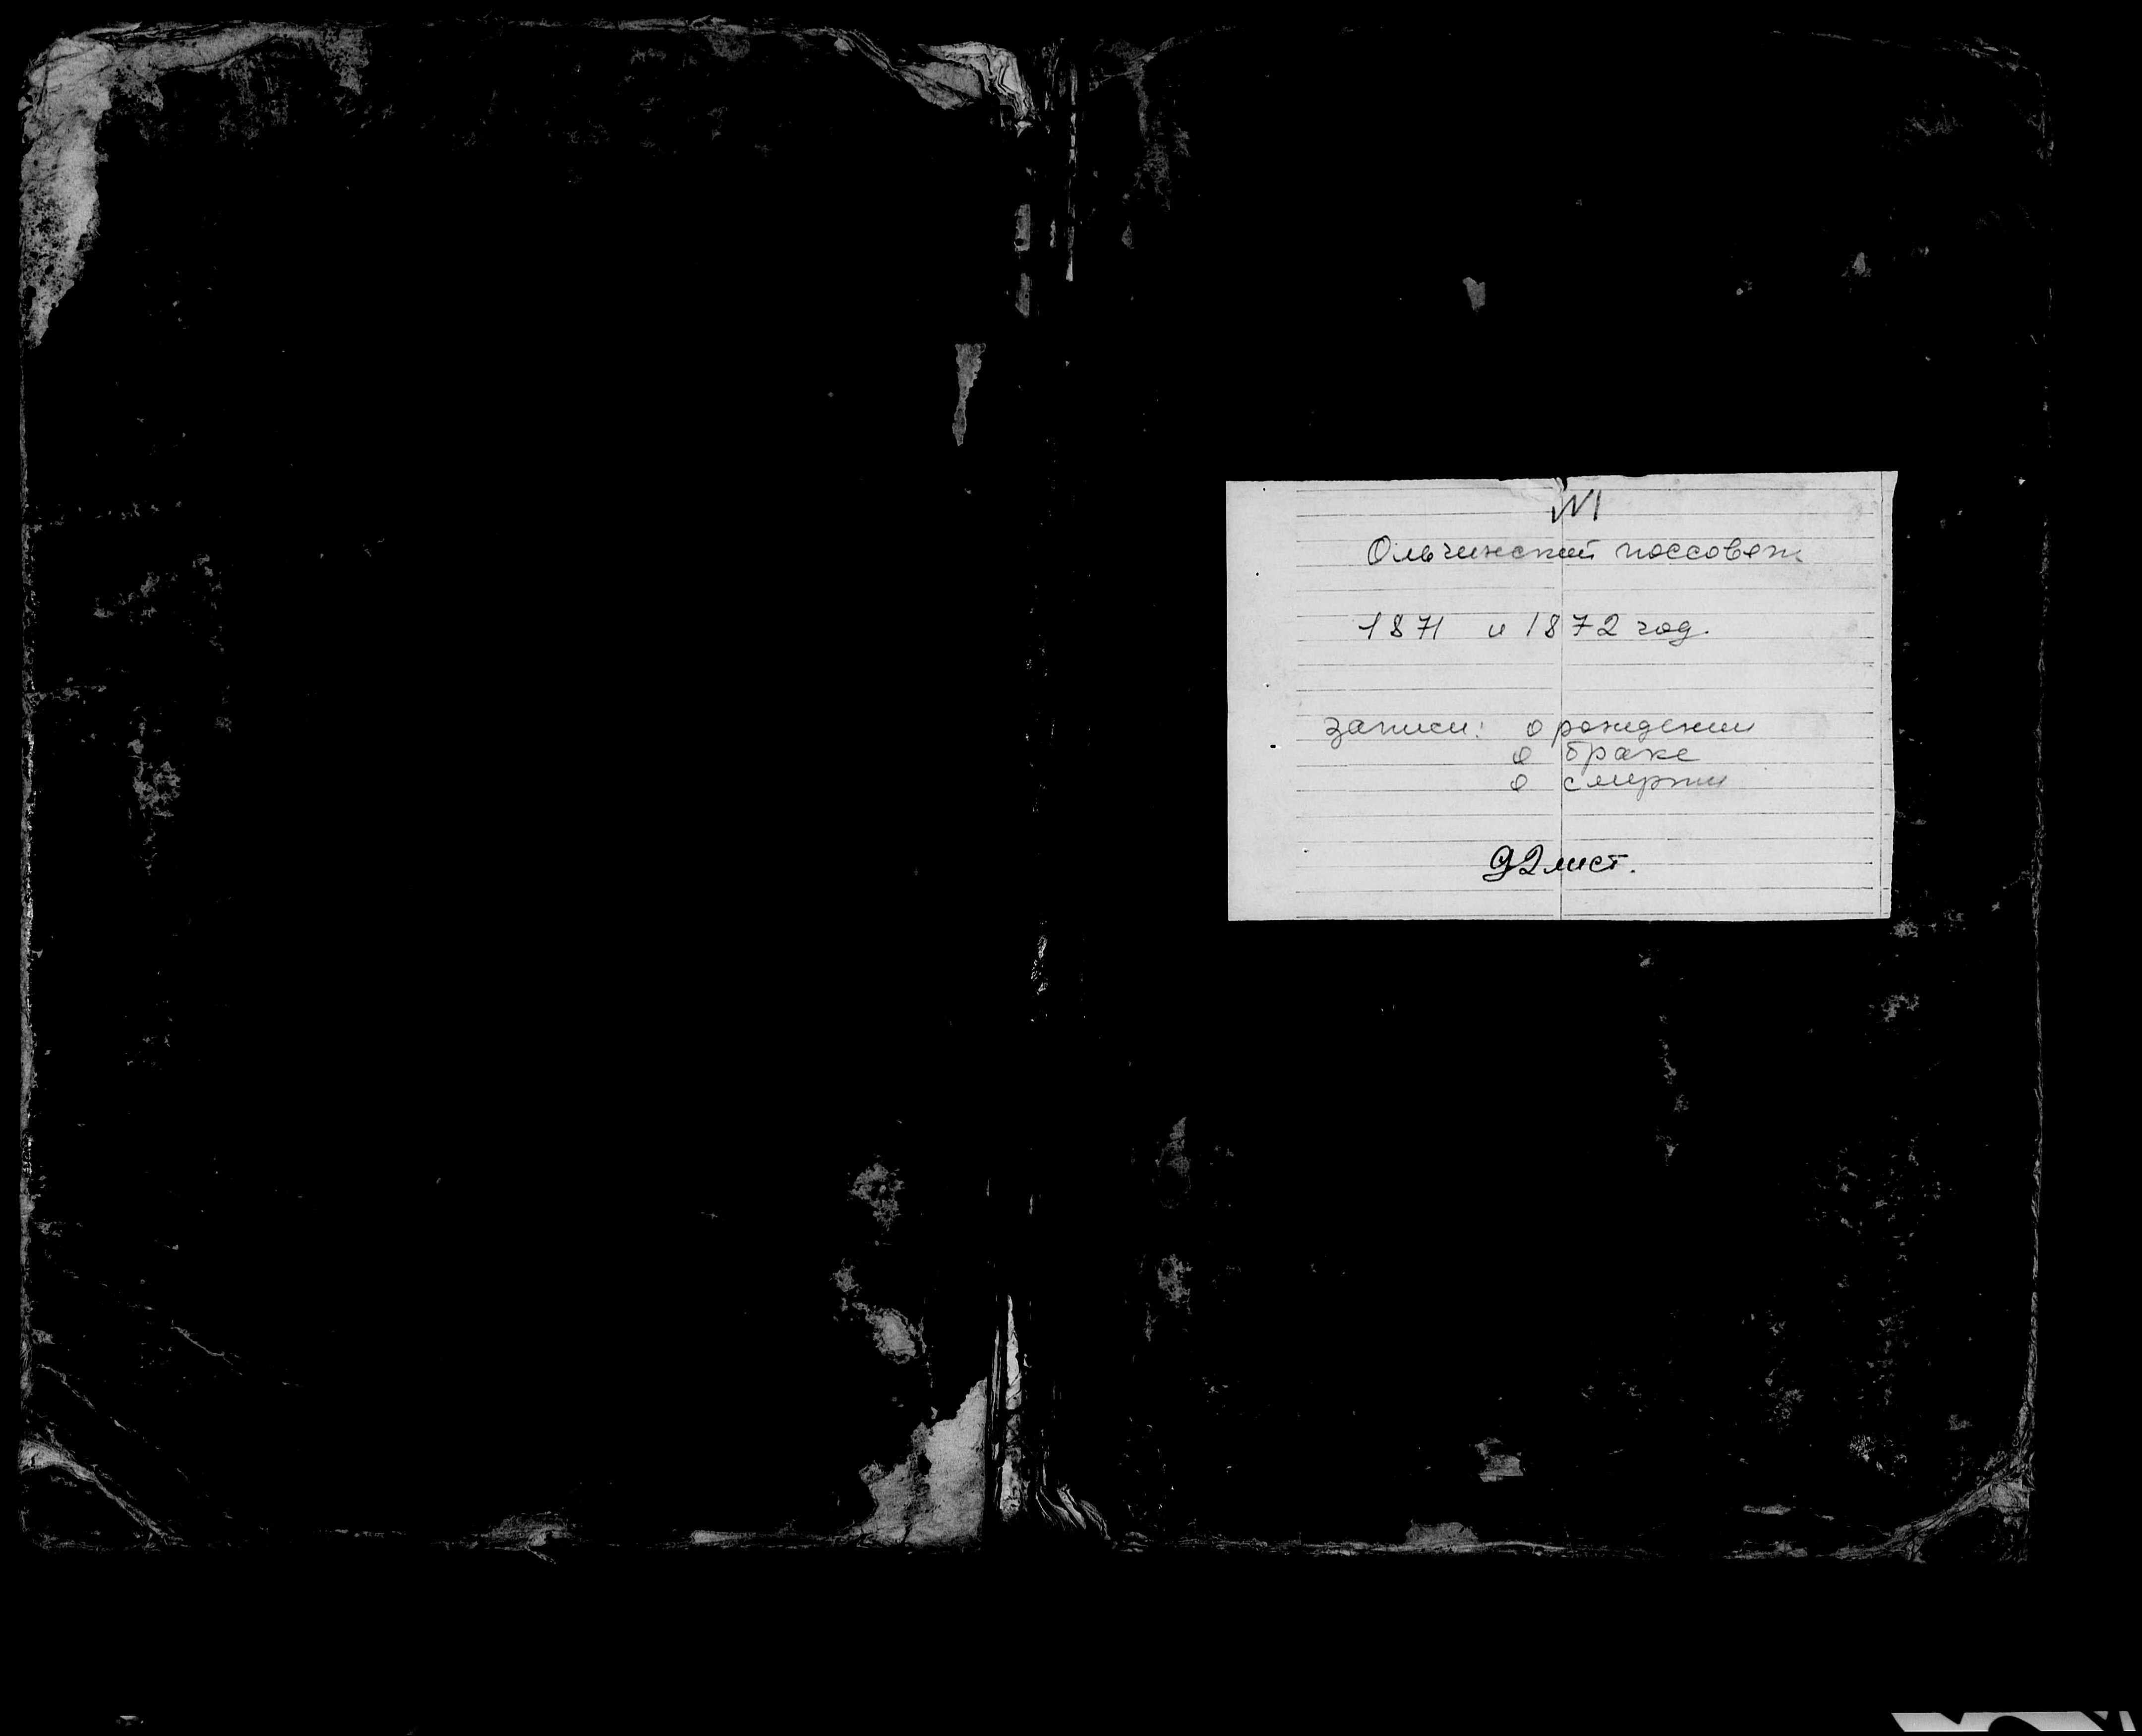 №1
Ольгинский поссовет
1871 и 1872 год.
записи: о рождении
о браке
о смерти
92 лист.